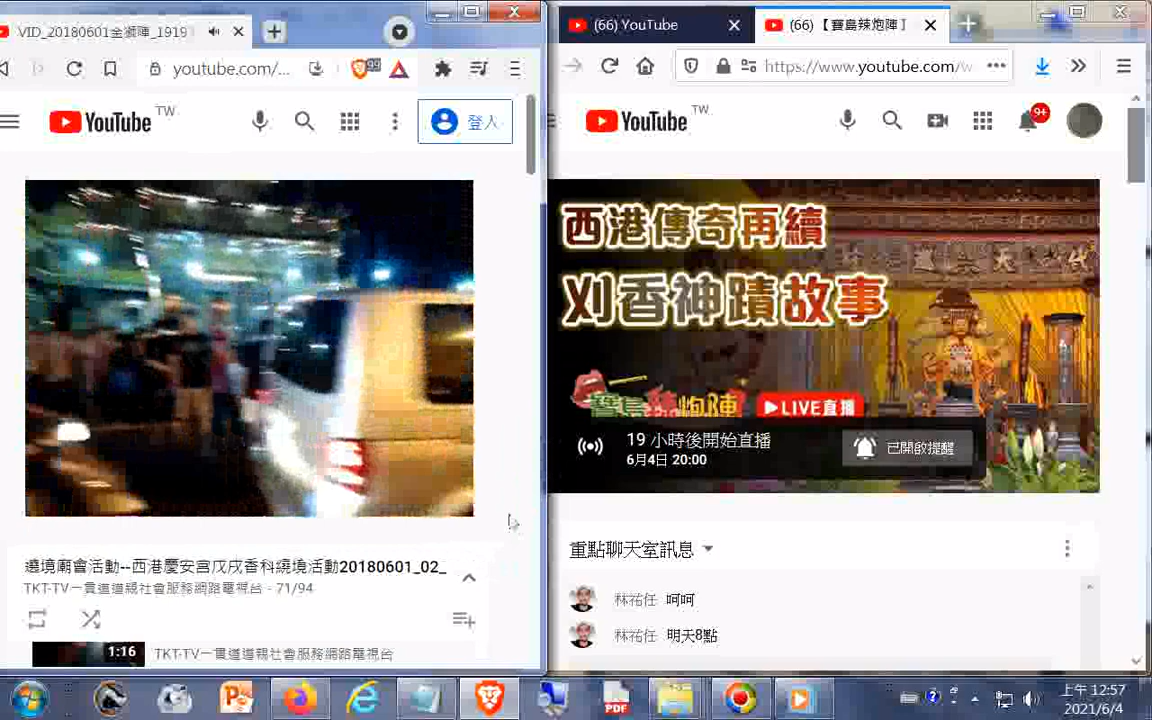 VID_20180601金獅陣_1919
youtube.com/...
99
YouTube
TW
登入
遶境廟會活動--西港慶安宮戊戌香科繞境活動20180601_02_
TKT-TV一貫道道親社會服務網路電視台 - 71/94
1:16
TKT-TV一貫道道親社會服務網路電視台
(66) YouTube
(66) 【寶島辣炮陣】
https://www.youtube.com/w
YouTube
TW
9+
西港傳奇再續
刈香神蹟故事
寶島辣炮陣
LIVE直播
19 小時後開始直播
6月4日 20:00
已開啟提醒
重點聊天室訊息
林祐任 呵呵
林祐任 明天8點
PDF
上午 12:57
2021/6/4